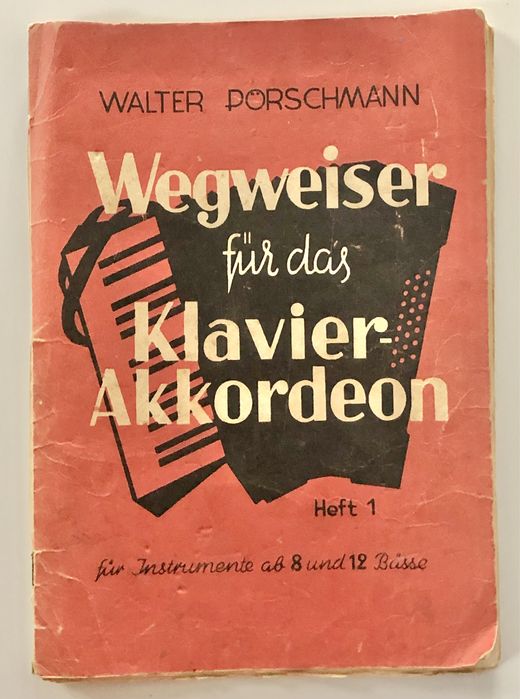 WALTER PÖRSCHMANN
Wegweiser
für das
Klavier-
Akkordeon
Heft 1
für Instrumente ab 8 und 12 Bässe